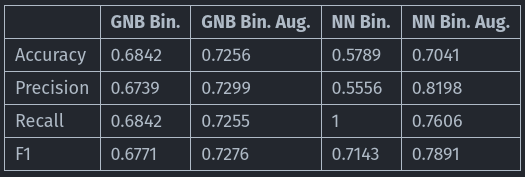 GNB Bin. GNB Bin. Aug. NN Bin. NN Bin. Aug.
Accuracy 0.6842 0.7256 0.5789 0.7041
Precision 0.6739 0.7299 0.5556 0.8198
Recall 0.6842 0.7255 1 0.7606
F1 0.6771 0.7276 0.7143 0.7891